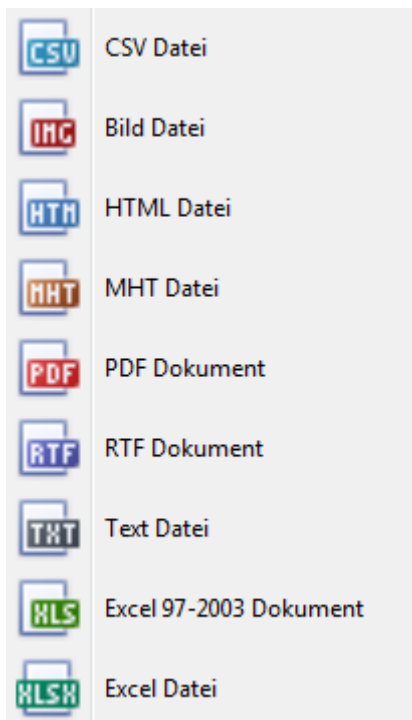 CSV CSV Datei
IMG Bild Datei
HTM HTML Datei
MHT MHT Datei
PDF PDF Dokument
RTF RTF Dokument
TXT Text Datei
XLS Excel 97-2003 Dokument
XLSX Excel Datei